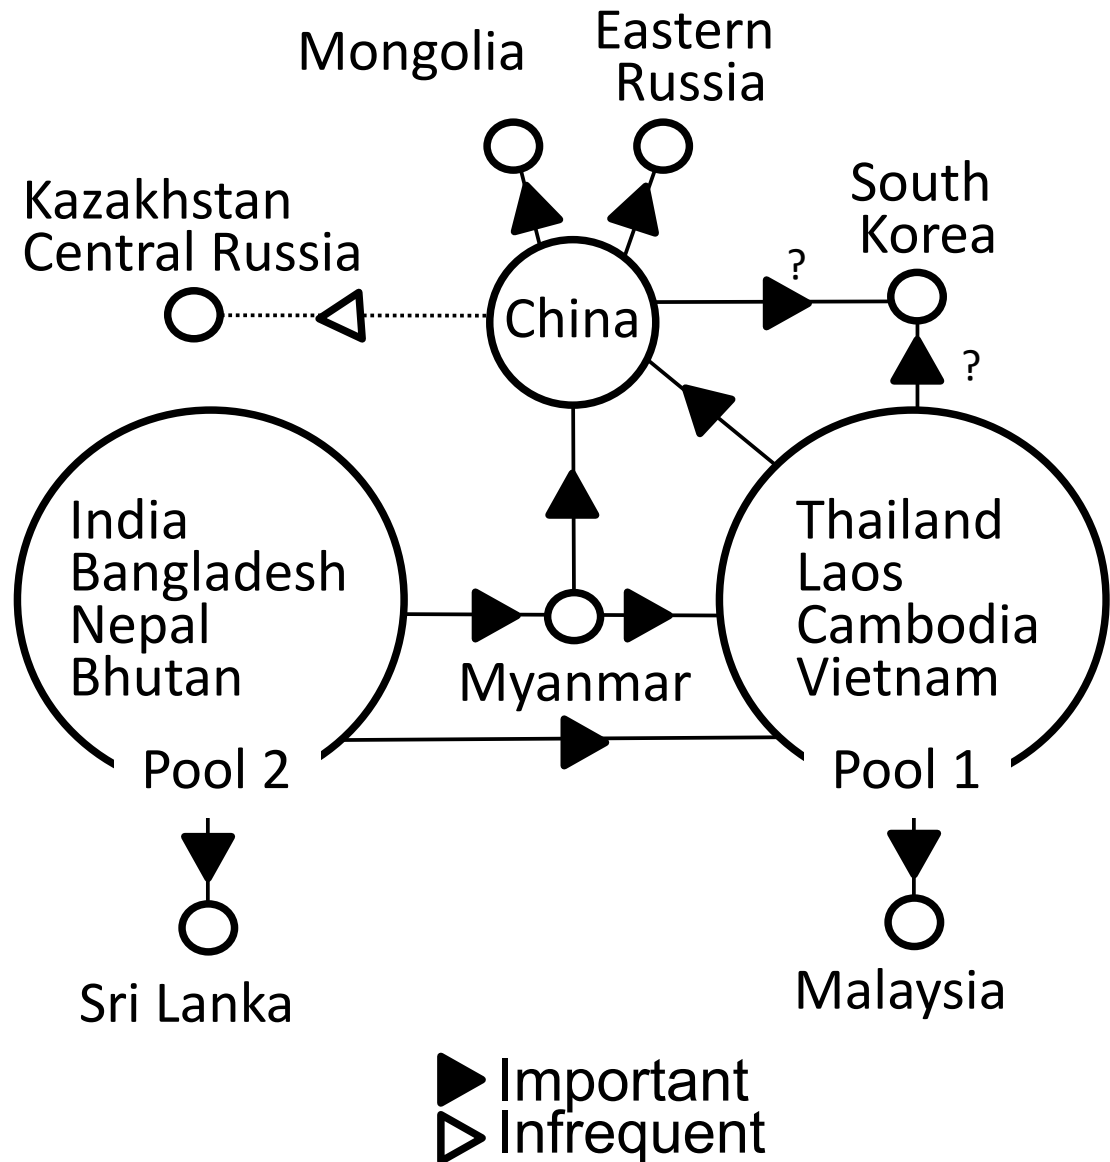 Mongolia
Eastern
Russia
Kazakhstan
Central Russia
South
Korea
?
China
?
India
Bangladesh
Nepal
Bhutan
Pool 2
Myanmar
Thailand
Laos
Cambodia
Vietnam
Pool 1
Sri Lanka
Malaysia
Important
Infrequent